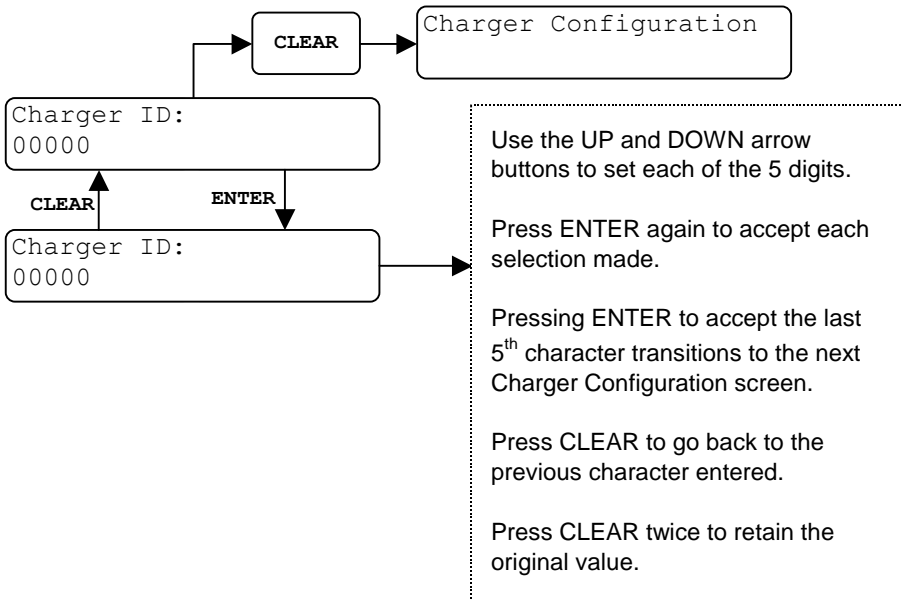 CLEAR
Charger Configuration
Charger ID:
00000
CLEAR
ENTER
Charger ID:
00000
Use the UP and DOWN arrow
buttons to set each of the 5 digits.
Press ENTER again to accept each
selection made.
Pressing ENTER to accept the last
5th character transitions to the next
Charger Configuration screen.
Press CLEAR to go back to the
previous character entered.
Press CLEAR twice to retain the
original value.